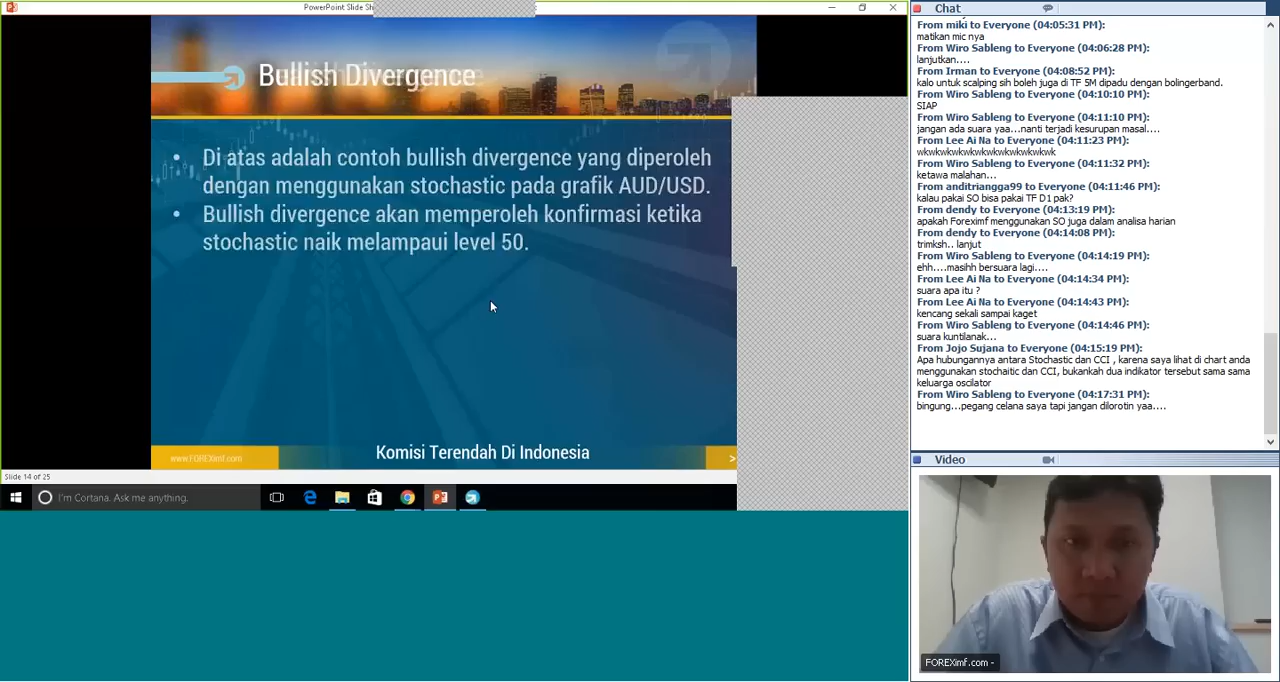 PowerPoint Slide Sh
Bullish Divergence
• Di atas adalah contoh bullish divergence yang diperoleh
dengan menggunakan stochastic pada grafik AUD/USD.
• Bullish divergence akan memperoleh konfirmasi ketika
stochastic naik melampaui level 50.
www.FOREXimf.com
Komisi Terendah Di Indonesia
>
Slide 14 of 25
I'm Cortana. Ask me anything.
Chat
From miki to Everyone (04:05:31 PM):
matikan mic nya
From Wiro Sableng to Everyone (04:06:28 PM):
lanjutkan....
From Irman to Everyone (04:08:52 PM):
kalo untuk scalping sih boleh juga di TF 5M dipadu dengan bolingerband.
From Wiro Sableng to Everyone (04:10:10 PM):
SIAP
From Wiro Sableng to Everyone (04:11:10 PM):
jangan ada suara yaa...nanti terjadi kesurupan masal....
From Lee Ai Na to Everyone (04:11:23 PM):
wkwkwkwkwkwkwkwkwkwkwk
From Wiro Sableng to Everyone (04:11:32 PM):
ketawa malahan...
From anditriangga99 to Everyone (04:11:46 PM):
kalau pakai SO bisa pakai TF D1 pak?
From dendy to Everyone (04:13:19 PM):
apakah Foreximf menggunakan SO juga dalam analisa harian
From dendy to Everyone (04:14:08 PM):
trimksh.. lanjut
From Wiro Sableng to Everyone (04:14:19 PM):
ehh....masihh bersuara lagi....
From Lee Ai Na to Everyone (04:14:34 PM):
suara apa itu ?
From Lee Ai Na to Everyone (04:14:43 PM):
kencang sekali sampai kaget
From Wiro Sableng to Everyone (04:14:46 PM):
suara kuntilanak...
From Jojo Sujana to Everyone (04:15:19 PM):
Apa hubungannya antara Stochastic dan CCI , karena saya lihat di chart anda
menggunakan stochaitic dan CCI, bukankah dua indikator tersebut sama sama
keluarga oscilator
From Wiro Sableng to Everyone (04:17:31 PM):
bingung...pegang celana saya tapi jangan dilorotin yaa....
Video
FOREXimf.com -